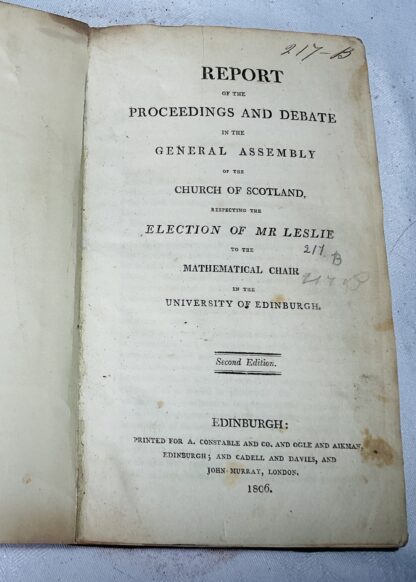 217-B
REPORT
OF THE
PROCEEDINGS AND DEBATE
IN THE
GENERAL ASSEMBLY
OF THE
CHURCH OF SCOTLAND,
RESPECTING THE
ELECTION OF MR LESLIE
TO THE
217 B
MATHEMATICAL CHAIR
217 B
IN THE
UNIVERSITY OF EDINBURGH.
Second Edition.
EDINBURGH:
PRINTED FOR A. CONSTABLE AND CO. AND OGLE AND AIKMAN,
EDINBURGH; AND CADELL AND DAVIES, AND
JOHN MURRAY, LONDON.
1806.